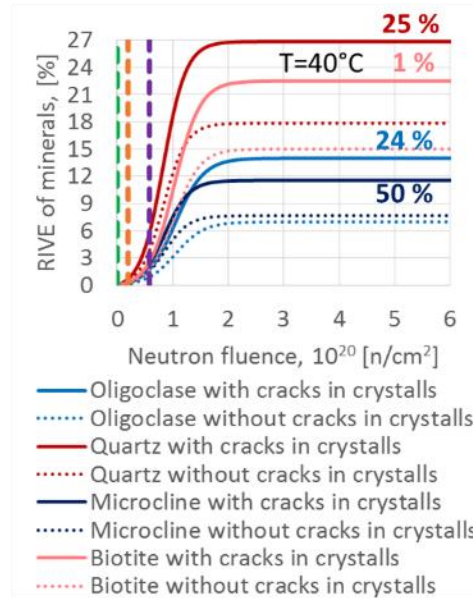 25 %
27
24
21
18
15
12
9
6
3
0
RIVE of minerals, [%]
T=40°C
1 %
24 %
50 %
0 1 2 3 4 5 6
Neutron fluence, 10²⁰ [n/cm²]
Oligoclase with cracks in crystalls
Oligoclase without cracks in crystalls
Quartz with cracks in crystalls
Quartz without cracks in crystalls
Microcline with cracks in crystalls
Microcline without cracks in crystalls
Biotite with cracks in crystalls
Biotite without cracks in crystalls